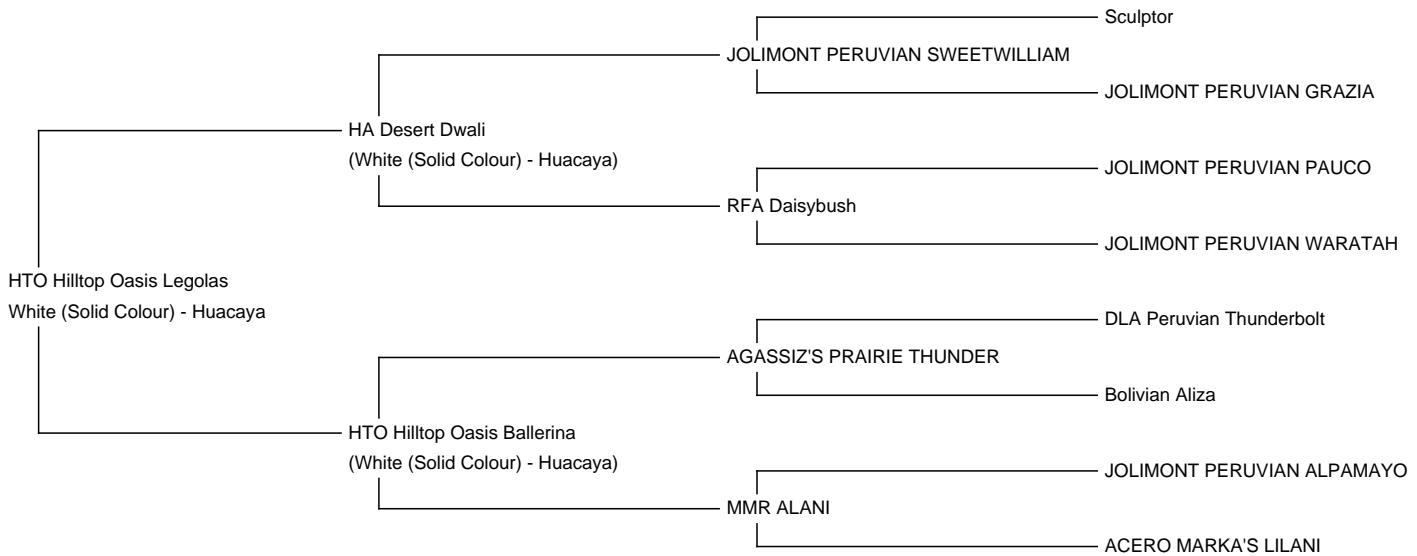 Sculptor
JOLIMONT PERUVIAN SWEETWILLIAM
JOLIMONT PERUVIAN GRAZIA
HA Desert Dwali
(White (Solid Colour) - Huacaya)
JOLIMONT PERUVIAN PAUCO
RFA Daisybush
JOLIMONT PERUVIAN WARATAH
HTO Hilltop Oasis Legolas
White (Solid Colour) - Huacaya
DLA Peruvian Thunderbolt
AGASSIZ'S PRAIRIE THUNDER
Bolivian Aliza
HTO Hilltop Oasis Ballerina
(White (Solid Colour) - Huacaya)
JOLIMONT PERUVIAN ALPAMAYO
MMR ALANI
ACERO MARKA'S LILANI